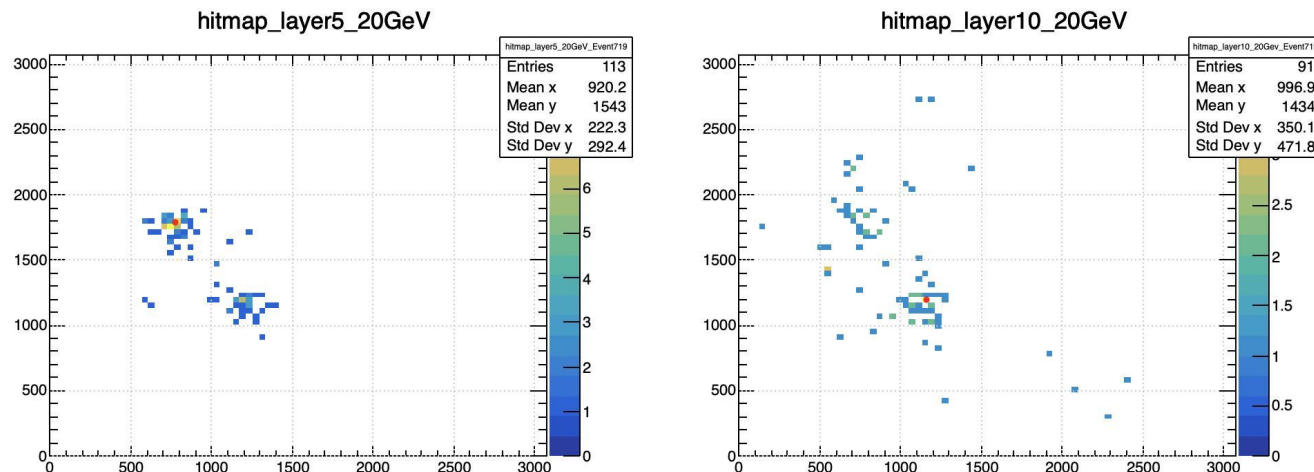 hitmap_layer5_20GeV
hitmap_layer5_20GeV_Event719
Entries 113
Mean x 920.2
Mean y 1543
Std Dev x 222.3
Std Dev y 292.4
3000
2500
2000
1500
1000
500
0
0 500 1000 1500 2000 2500 3000
6
5
4
3
2
1
0
hitmap_layer10_20GeV
hitmap_layer10_20Gev_Event71
Entries 91
Mean x 996.9
Mean y 1434
Std Dev x 350.1
Std Dev y 471.8
3000
2500
2000
1500
1000
500
0
0 500 1000 1500 2000 2500 3000
2.5
2
1.5
1
0.5
0